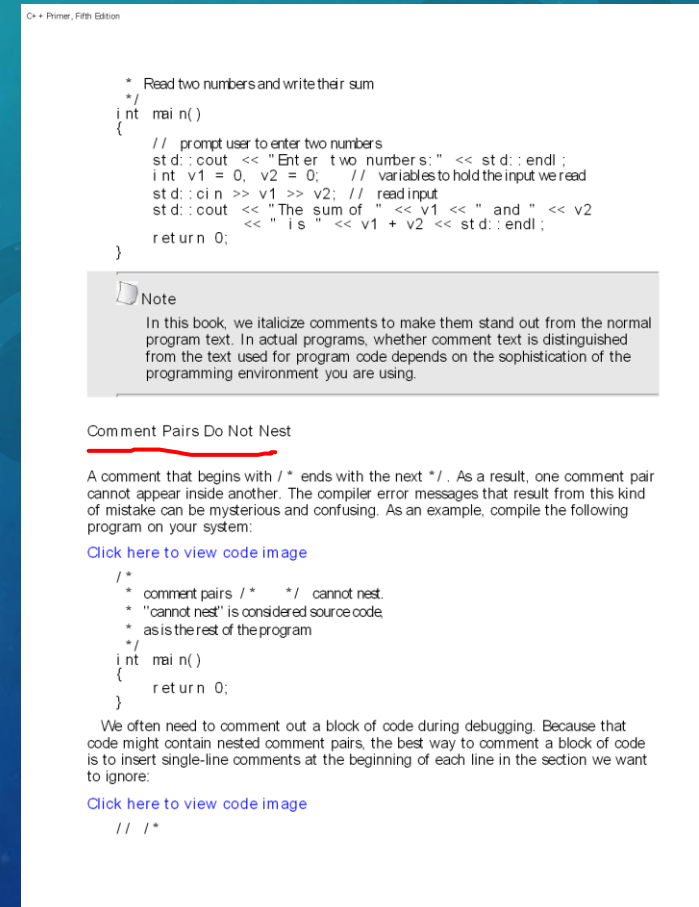 C++ Primer, Fifth Edition
* Read two numbers and write their sum
*/
int main()
{
// prompt user to enter two numbers
std::cout << "Enter two numbers:" << std::endl;
int v1 = 0, v2 = 0; // variables to hold the input we read
std::cin >> v1 >> v2; // read input
std::cout << "The sum of " << v1 << " and " << v2
<< " is " << v1 + v2 << std::endl;
return 0;
}
Note
In this book, we italicize comments to make them stand out from the normal
program text. In actual programs, whether comment text is distinguished
from the text used for program code depends on the sophistication of the
programming environment you are using.
Comment Pairs Do Not Nest
A comment that begins with /* ends with the next */. As a result, one comment pair
cannot appear inside another. The compiler error messages that result from this kind
of mistake can be mysterious and confusing. As an example, compile the following
program on your system:
Click here to view code image
/*
* comment pairs /* */ cannot nest.
* "cannot nest" is considered source code,
* as is the rest of the program
*/
int main()
{
return 0;
}
We often need to comment out a block of code during debugging. Because that
code might contain nested comment pairs, the best way to comment a block of code
is to insert single-line comments at the beginning of each line in the section we want
to ignore:
Click here to view code image
// /*